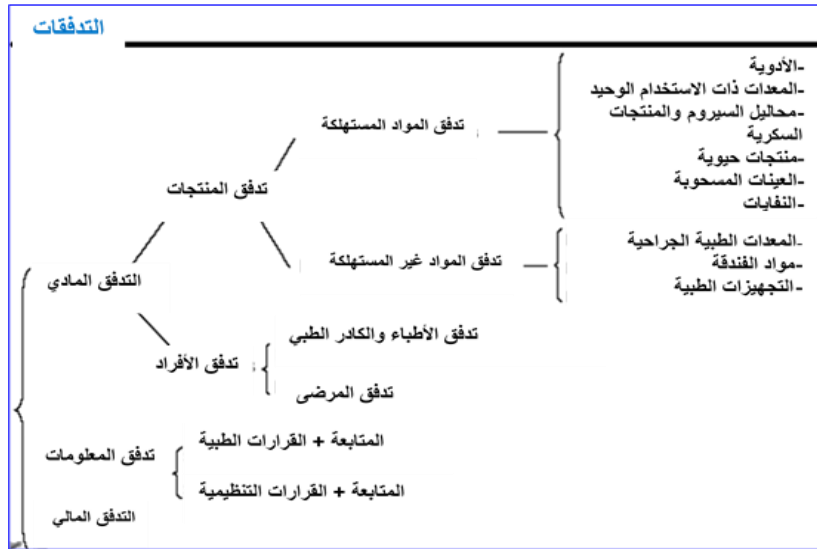 التدفقات
-الأدوية
-المعدات ذات الاستخدام الوحيد
-محاليل السيروم والمنتجات
السكرية
-منتجات حيوية
-العينات المسحوبة
-النفايات
تدفق المواد المستهلكة
تدفق المنتجات
-المعدات الطبية الجراحية
-مواد الفندقة
-التجهيزات الطبية
تدفق المواد غير المستهلكة
التدفق المادي
تدفق الأطباء والكادر الطبي
تدفق الأفراد
تدفق المرضى
المتابعة + القرارات الطبية
تدفق المعلومات
المتابعة + القرارات التنظيمية
التدفق المالي